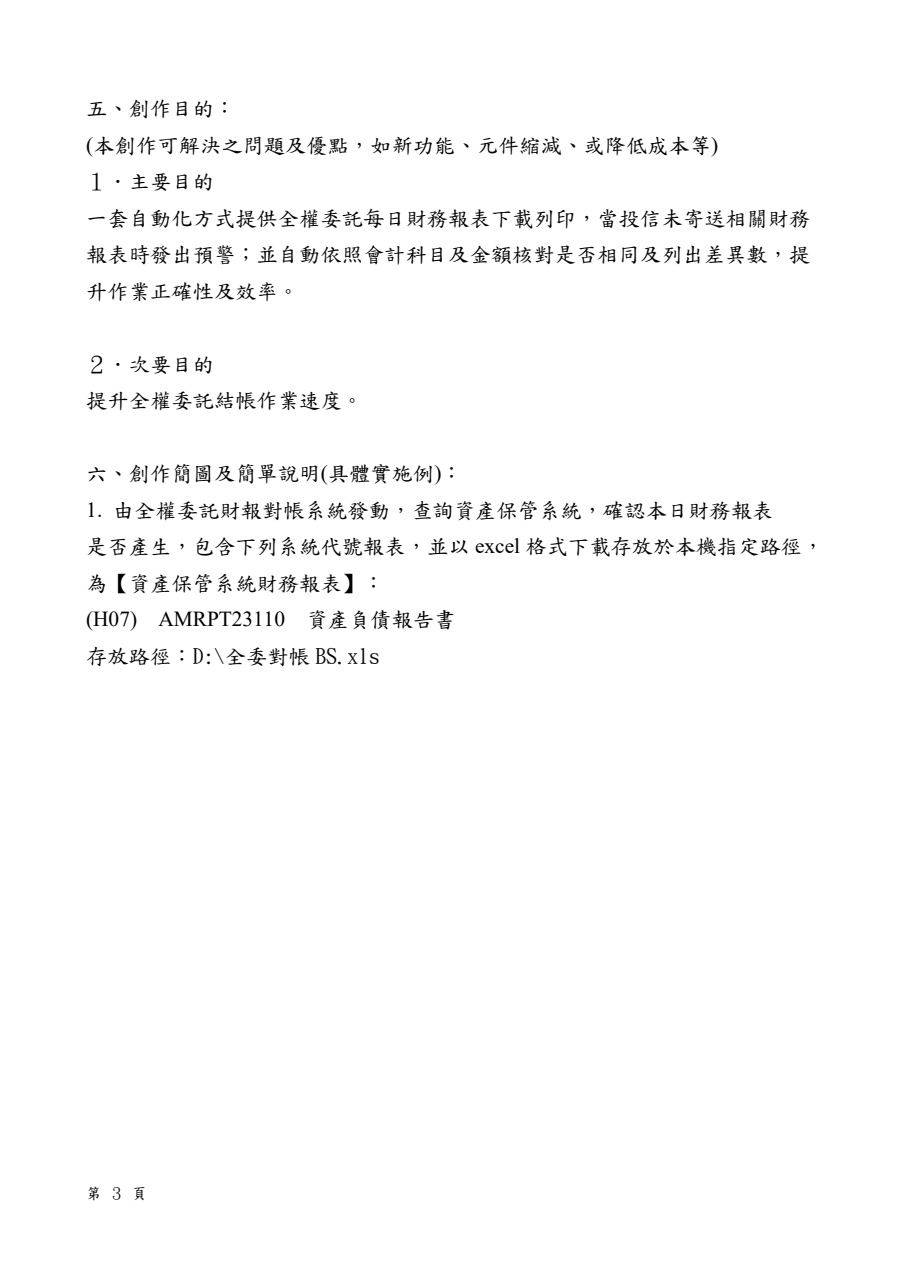 五、創作目的：
(本創作可解決之問題及優點，如新功能、元件縮減、或降低成本等)
１．主要目的
一套自動化方式提供全權委託每日財務報表下載列印，當投信未寄送相關財務
報表時發出預警；並自動依照會計科目及金額核對是否相同及列出差異數，提
升作業正確性及效率。
２．次要目的
提升全權委託結帳作業速度。
六、創作簡圖及簡單說明(具體實施例)：
1. 由全權委託財報對帳系統發動，查詢資產保管系統，確認本日財務報表
是否產生，包含下列系統代號報表，並以 excel 格式下載存放於本機指定路徑，
為【資產保管系統財務報表】：
(H07) AMRPT23110 資產負債報告書
存放路徑：D:\全委對帳 BS.xls
第 3 頁